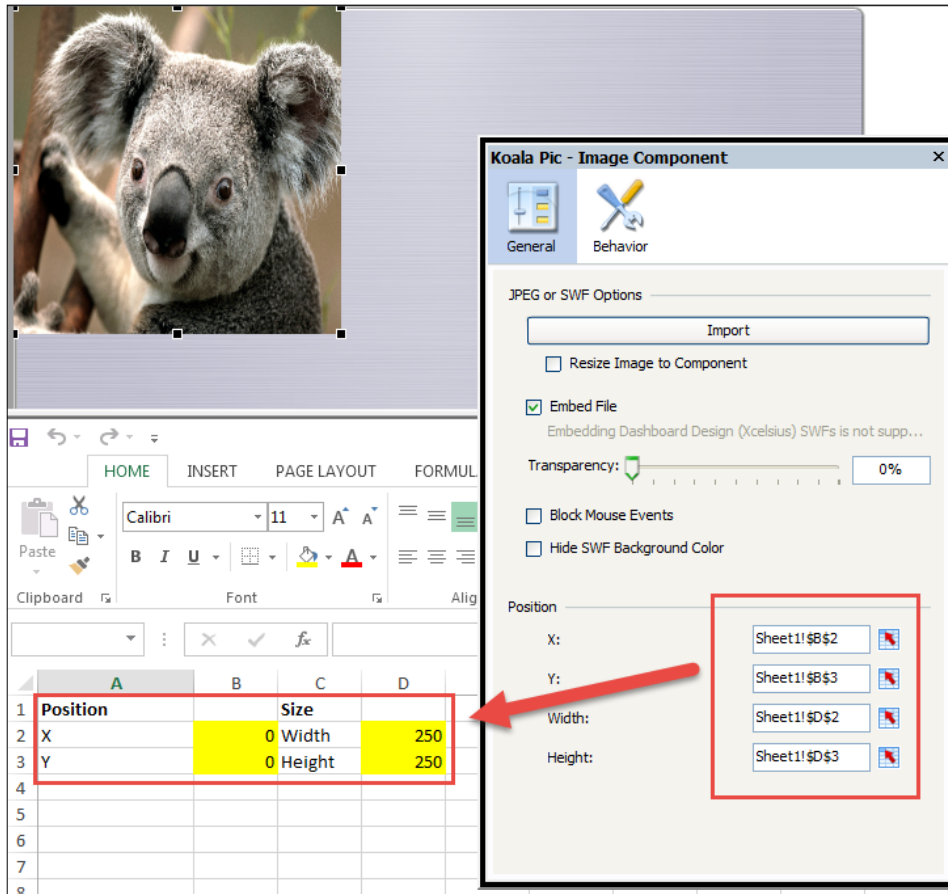 Koala Pic - Image Component
General Behavior
JPEG or SWF Options
Import
Resize Image to Component
Embed File
Embedding Dashboard Design (Xcelsius) SWFs is not supp...
Transparency: 0%
Block Mouse Events
Hide SWF Background Color
Position
X: Sheet1!$B$2
Y: Sheet1!$B$3
Width: Sheet1!$D$2
Height: Sheet1!$D$3
HOME INSERT PAGE LAYOUT FORMUL
Calibri 11 A A
Paste B I U A
Clipboard Font Alig
fx
A B C D
1 Position Size
2 X 0 Width 250
3 Y 0 Height 250
4
5
6
7
8